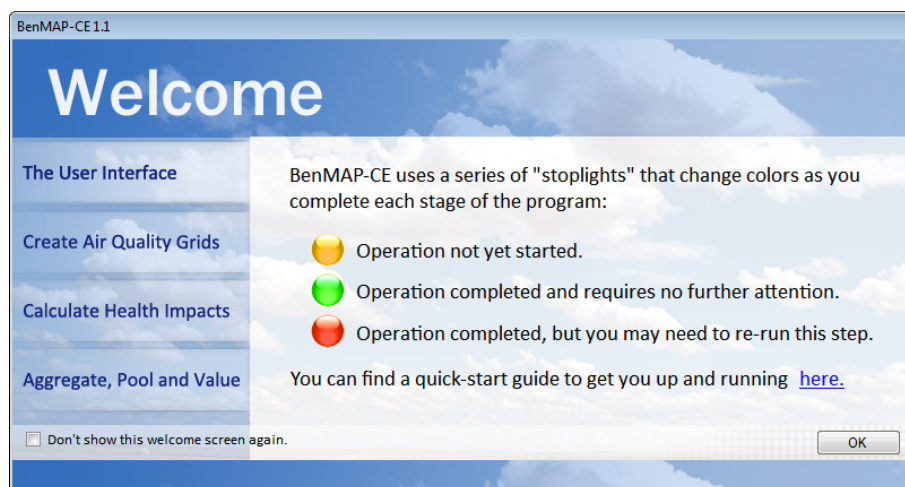 BenMAP-CE 1.1
Welcome
The User Interface
Create Air Quality Grids
Calculate Health Impacts
Aggregate, Pool and Value
BenMAP-CE uses a series of "stoplights" that change colors as you
complete each stage of the program:
Operation not yet started.
Operation completed and requires no further attention.
Operation completed, but you may need to re-run this step.
You can find a quick-start guide to get you up and running here.
Don't show this welcome screen again.
OK